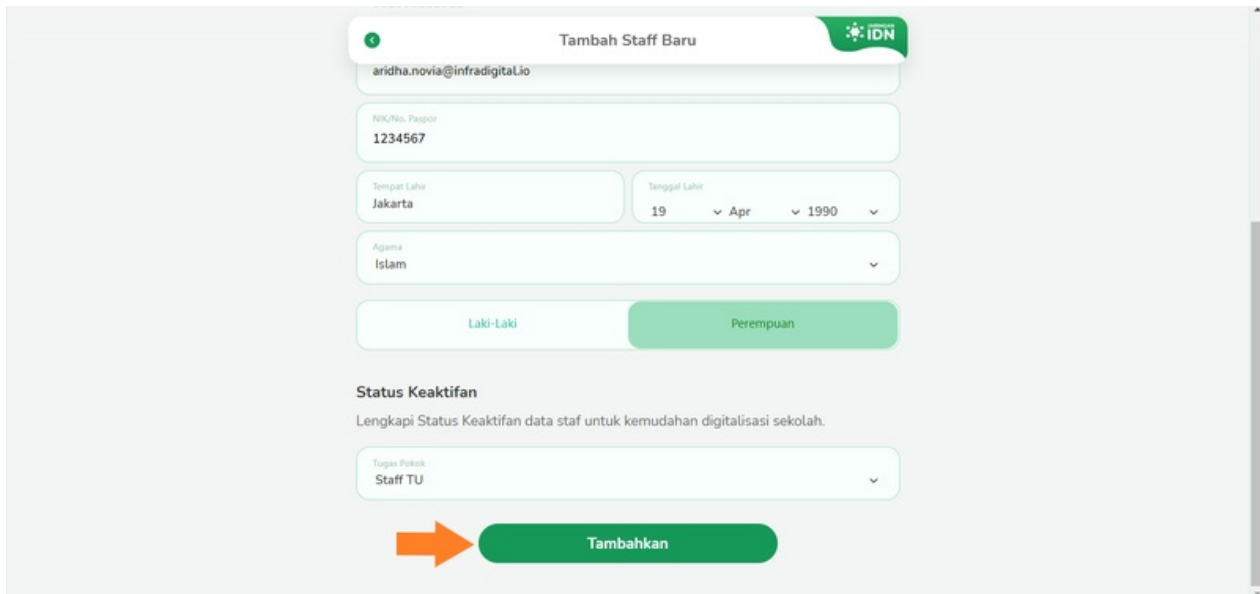 Tambah Staff Baru
IDN
aridha.novia@infradigital.io
NIK/No. Paspor
1234567
Tempat Lahir
Jakarta
Tanggal Lahir
19 Apr 1990
Agama
Islam
Laki-Laki
Perempuan
Status Keaktifan
Lengkapi Status Keaktifan data staf untuk kemudahan digitalisasi sekolah.
Tugas Pokok
Staff TU
Tambahkan